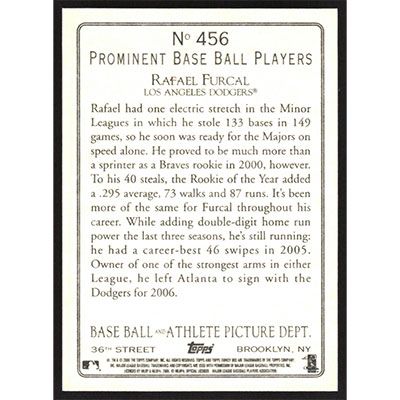 Nº 456
PROMINENT BASE BALL PLAYERS
RAFAEL FURCAL
LOS ANGELES DODGERS®
Rafael had one electric stretch in the Minor
Leagues in which he stole 133 bases in 149
games, so he soon was ready for the Majors on
speed alone. He proved to be much more than
a sprinter as a Braves rookie in 2000, however.
To his 40 steals, the Rookie of the Year added
a .295 average, 73 walks and 87 runs. It's been
more of the same for Furcal throughout his
career. While adding double-digit home run
power the last three seasons, he's still running:
he had a career-best 46 swipes in 2005.
Owner of one of the strongest arms in either
League, he left Atlanta to sign with the
Dodgers for 2006.
BASE BALL AND ATHLETE PICTURE DEPT.
36TH STREET Topps BROOKLYN, NY